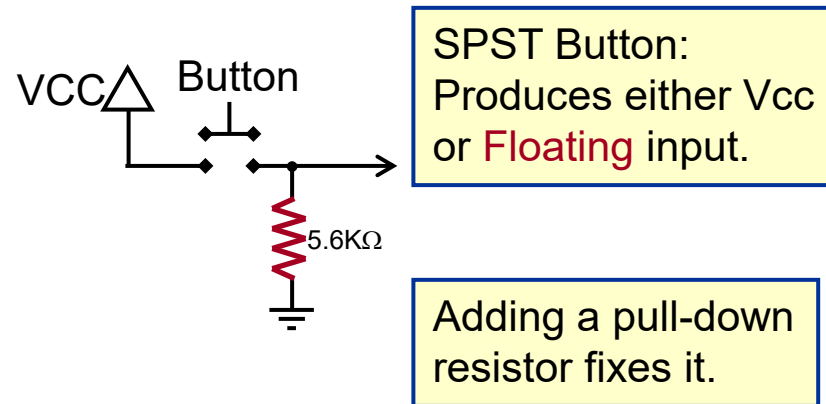 VCC
Button
5.6KΩ
SPST Button:
Produces either Vcc
or Floating input.
Adding a pull-down
resistor fixes it.